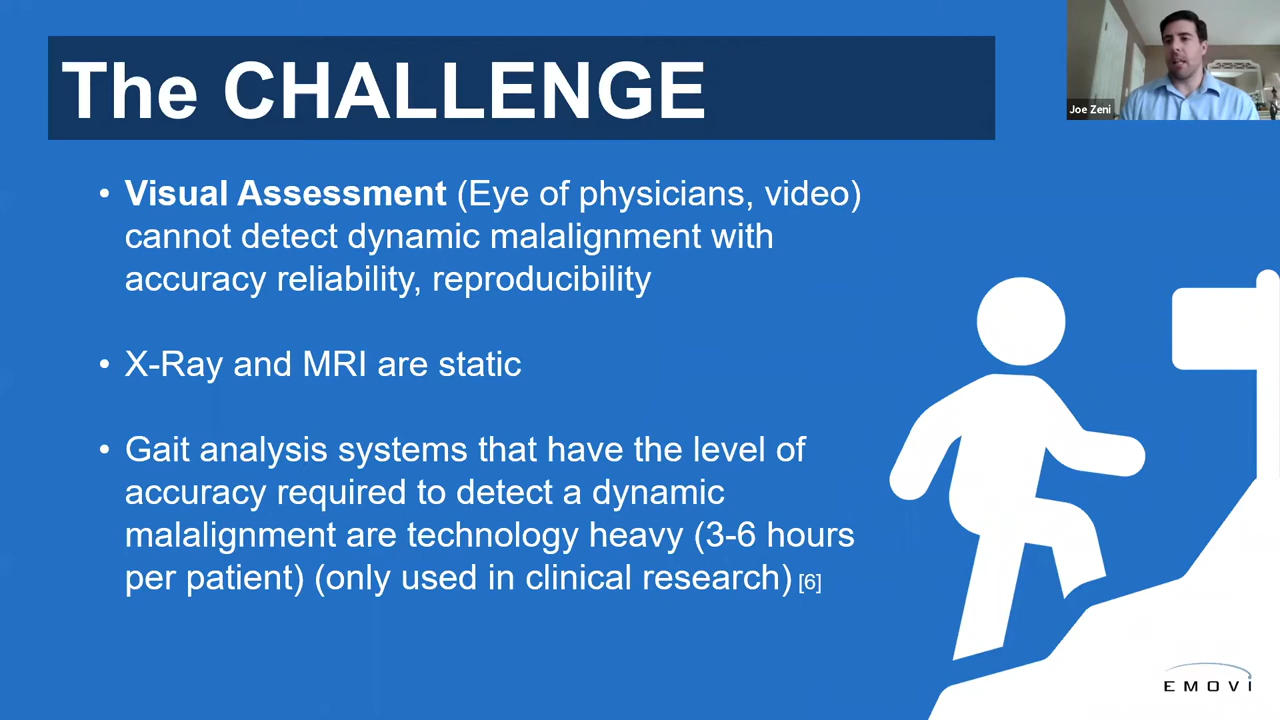 The CHALLENGE
Joe Zeni
• Visual Assessment (Eye of physicians, video)
cannot detect dynamic malalignment with
accuracy reliability, reproducibility
• X-Ray and MRI are static
• Gait analysis systems that have the level of
accuracy required to detect a dynamic
malalignment are technology heavy (3-6 hours
per patient) (only used in clinical research) [6]
EMOVI